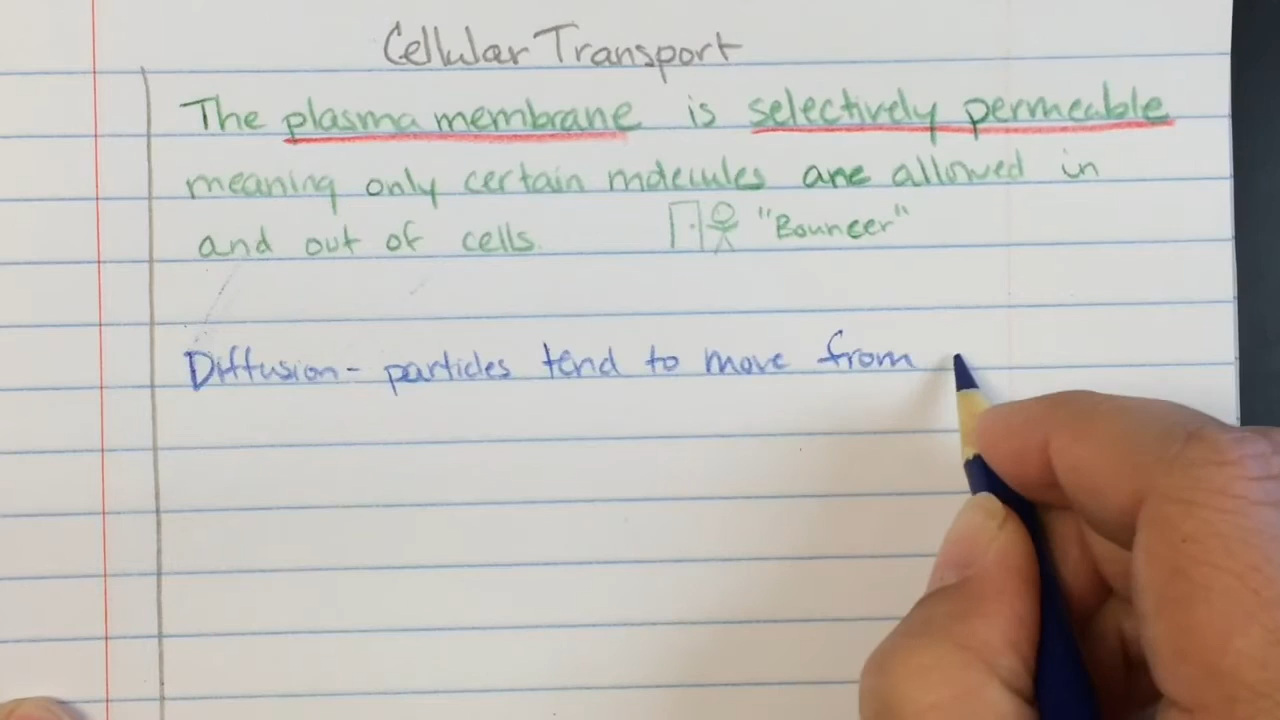 Cellular Transport
The plasma membrane is selectively permeable
meaning only certain molecules are allowed in
and out of cells. "Bouncer"
Diffusion - particles tend to move from